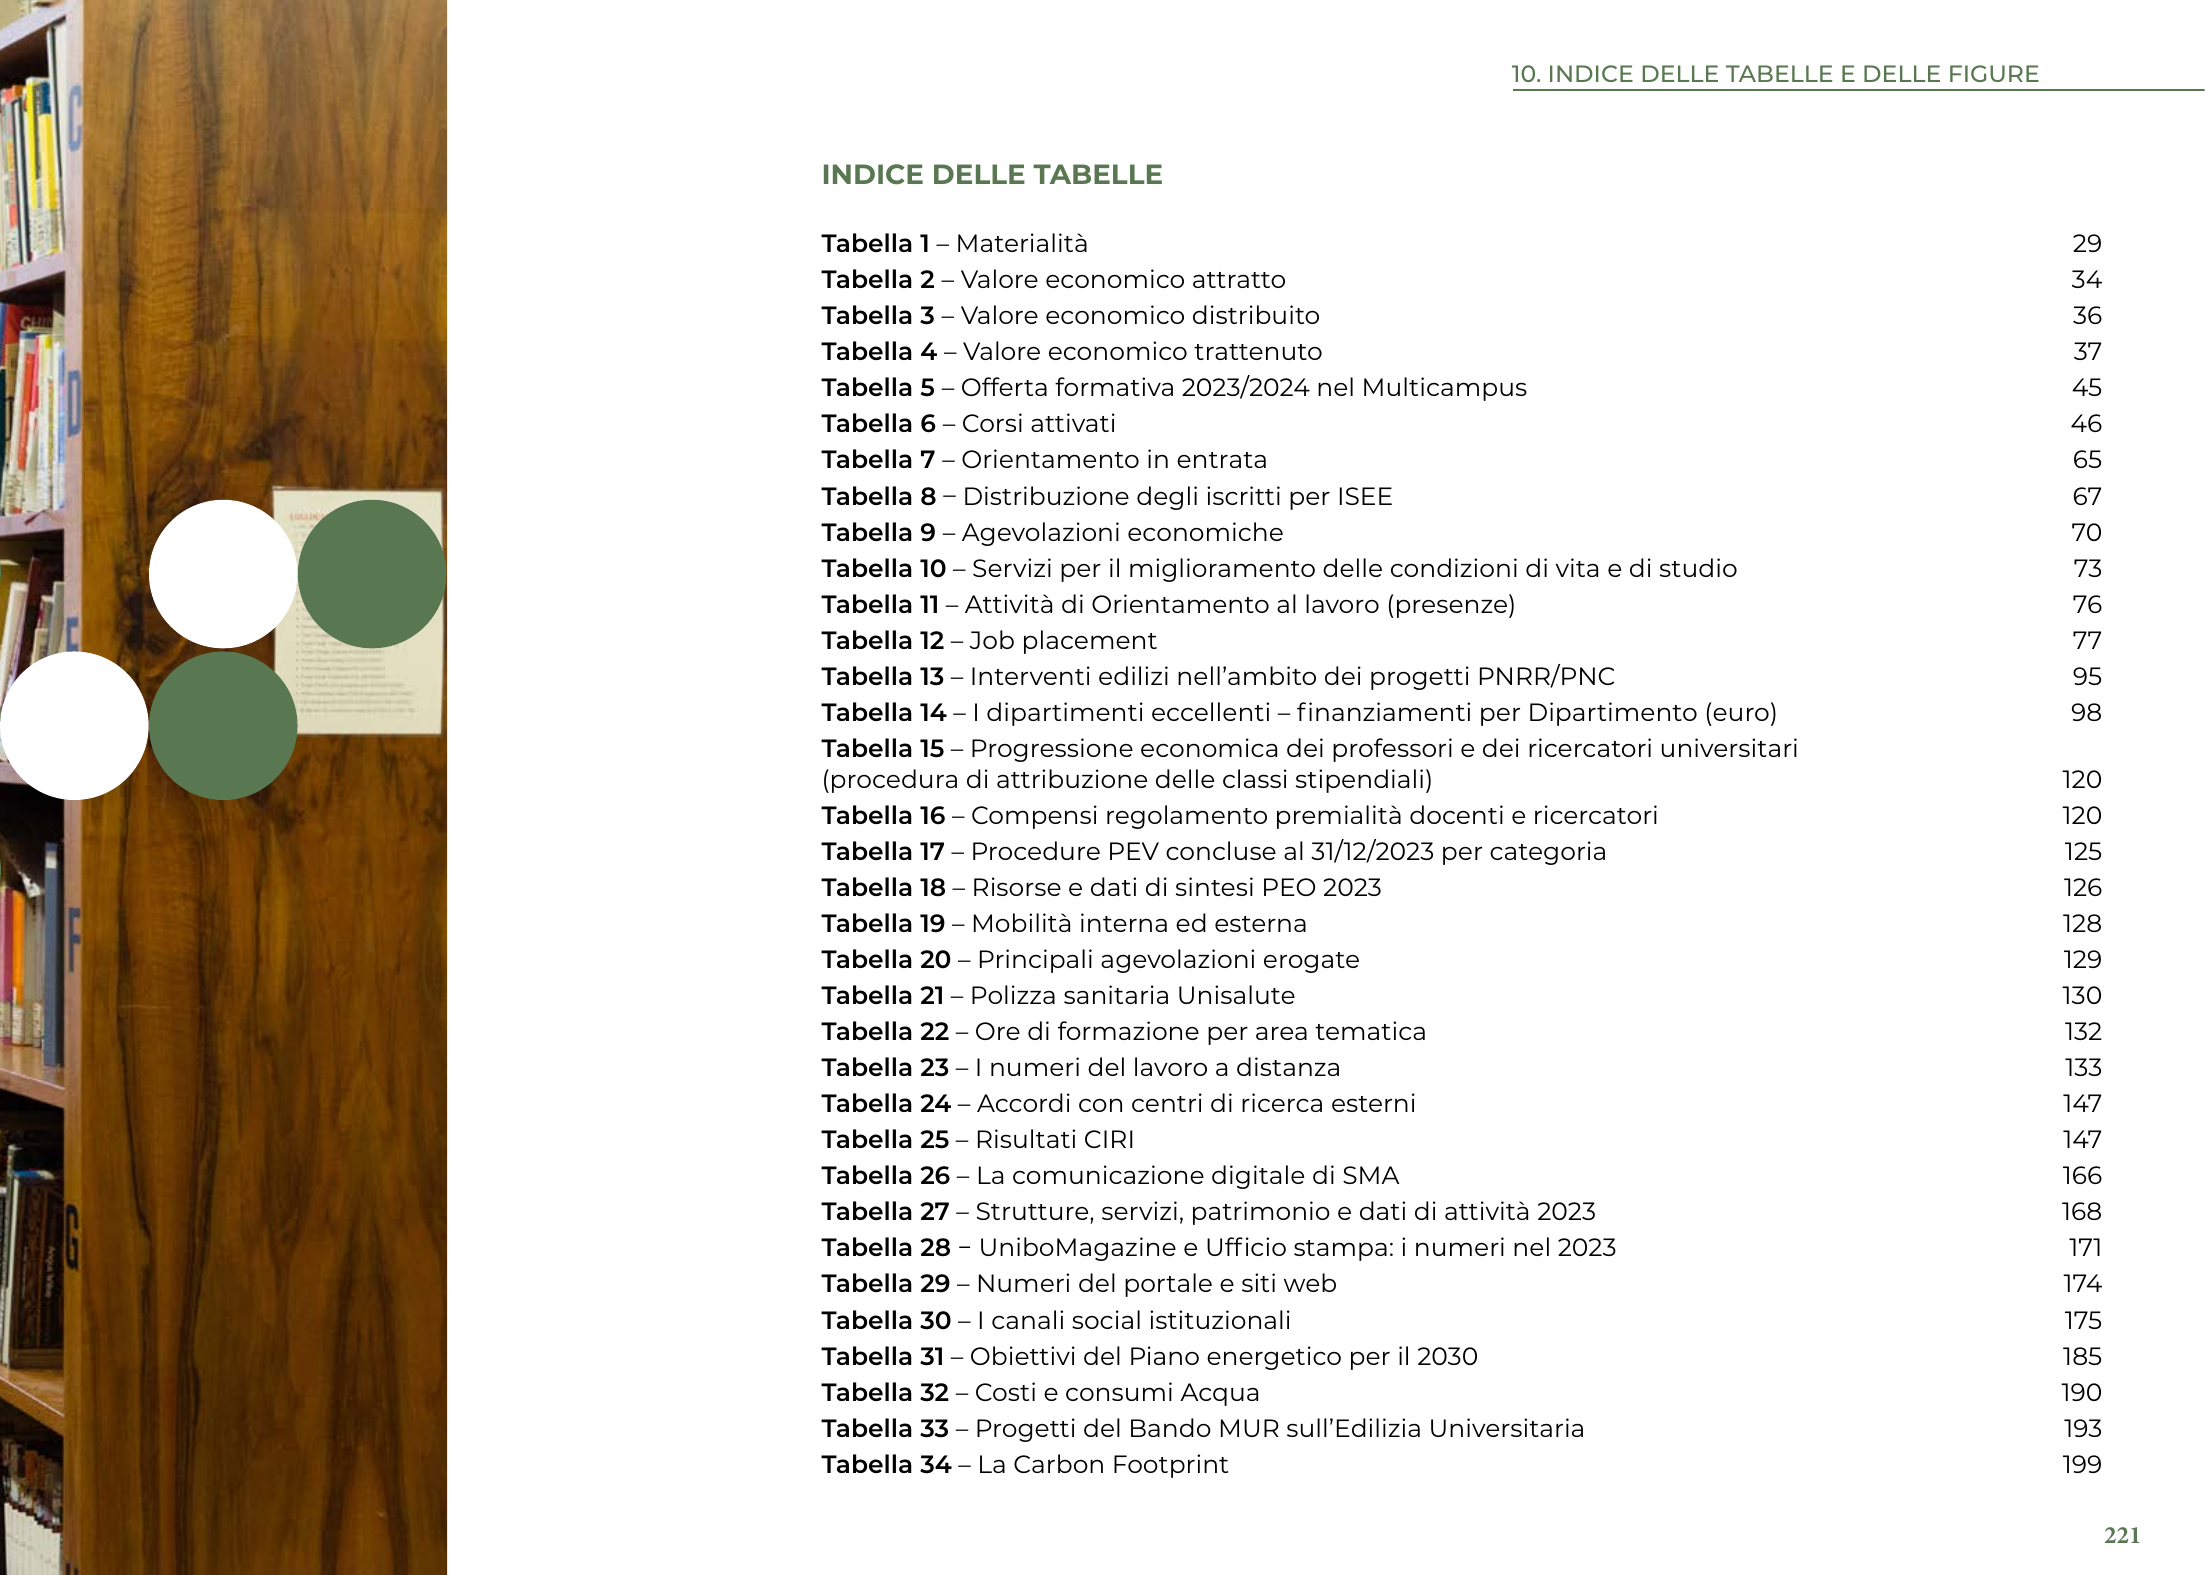 10. INDICE DELLE TABELLE E DELLE FIGURE
INDICE DELLE TABELLE
Tabella 1 – Materialità 29
Tabella 2 – Valore economico attratto 34
Tabella 3 – Valore economico distribuito 36
Tabella 4 – Valore economico trattenuto 37
Tabella 5 – Offerta formativa 2023/2024 nel Multicampus 45
Tabella 6 – Corsi attivati 46
Tabella 7 – Orientamento in entrata 65
Tabella 8 – Distribuzione degli iscritti per ISEE 67
Tabella 9 – Agevolazioni economiche 70
Tabella 10 – Servizi per il miglioramento delle condizioni di vita e di studio 73
Tabella 11 – Attività di Orientamento al lavoro (presenze) 76
Tabella 12 – Job placement 77
Tabella 13 – Interventi edilizi nell’ambito dei progetti PNRR/PNC 95
Tabella 14 – I dipartimenti eccellenti – finanziamenti per Dipartimento (euro) 98
Tabella 15 – Progressione economica dei professori e dei ricercatori universitari
(procedura di attribuzione delle classi stipendiali) 120
Tabella 16 – Compensi regolamento premialità docenti e ricercatori 120
Tabella 17 – Procedure PEV concluse al 31/12/2023 per categoria 125
Tabella 18 – Risorse e dati di sintesi PEO 2023 126
Tabella 19 – Mobilità interna ed esterna 128
Tabella 20 – Principali agevolazioni erogate 129
Tabella 21 – Polizza sanitaria Unisalute 130
Tabella 22 – Ore di formazione per area tematica 132
Tabella 23 – I numeri del lavoro a distanza 133
Tabella 24 – Accordi con centri di ricerca esterni 147
Tabella 25 – Risultati CIRI 147
Tabella 26 – La comunicazione digitale di SMA 166
Tabella 27 – Strutture, servizi, patrimonio e dati di attività 2023 168
Tabella 28 – UniboMagazine e Ufficio stampa: i numeri nel 2023 171
Tabella 29 – Numeri del portale e siti web 174
Tabella 30 – I canali social istituzionali 175
Tabella 31 – Obiettivi del Piano energetico per il 2030 185
Tabella 32 – Costi e consumi Acqua 190
Tabella 33 – Progetti del Bando MUR sull’Edilizia Universitaria 193
Tabella 34 – La Carbon Footprint 199
221
C
D
E
F
G